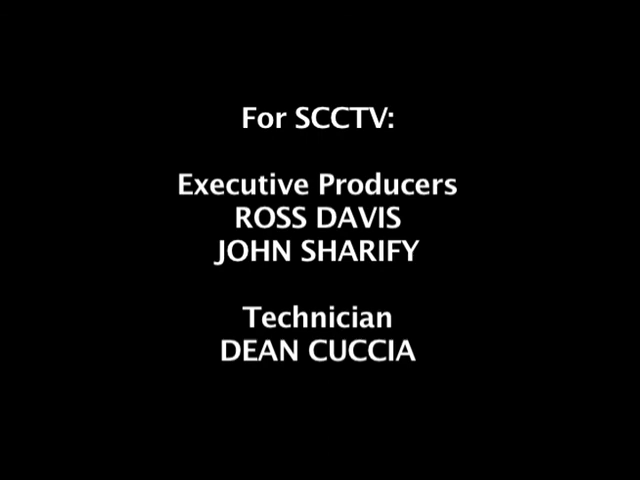 For SCCTV:
Executive Producers
ROSS DAVIS
JOHN SHARIFY
Technician
DEAN CUCCIA